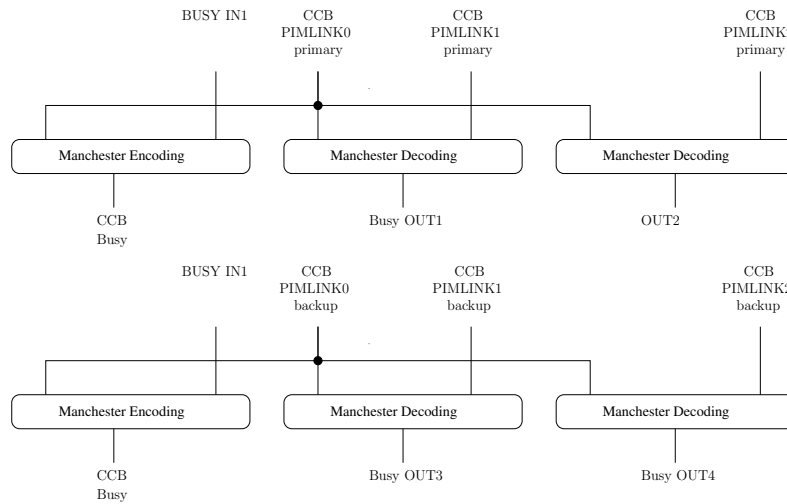 BUSY IN1
CCB
PIMLINK0
primary
CCB
PIMLINK1
primary
CCB
primary
Manchester Encoding
Manchester Decoding
Manchester Decoding
CCB
Busy
Busy OUT1
OUT2
BUSY IN1
CCB
PIMLINK0
backup
CCB
PIMLINK1
backup
CCB
PIMLINK2
backup
Manchester Encoding
Manchester Decoding
Manchester Decoding
CCB
Busy
Busy OUT3
Busy OUT4